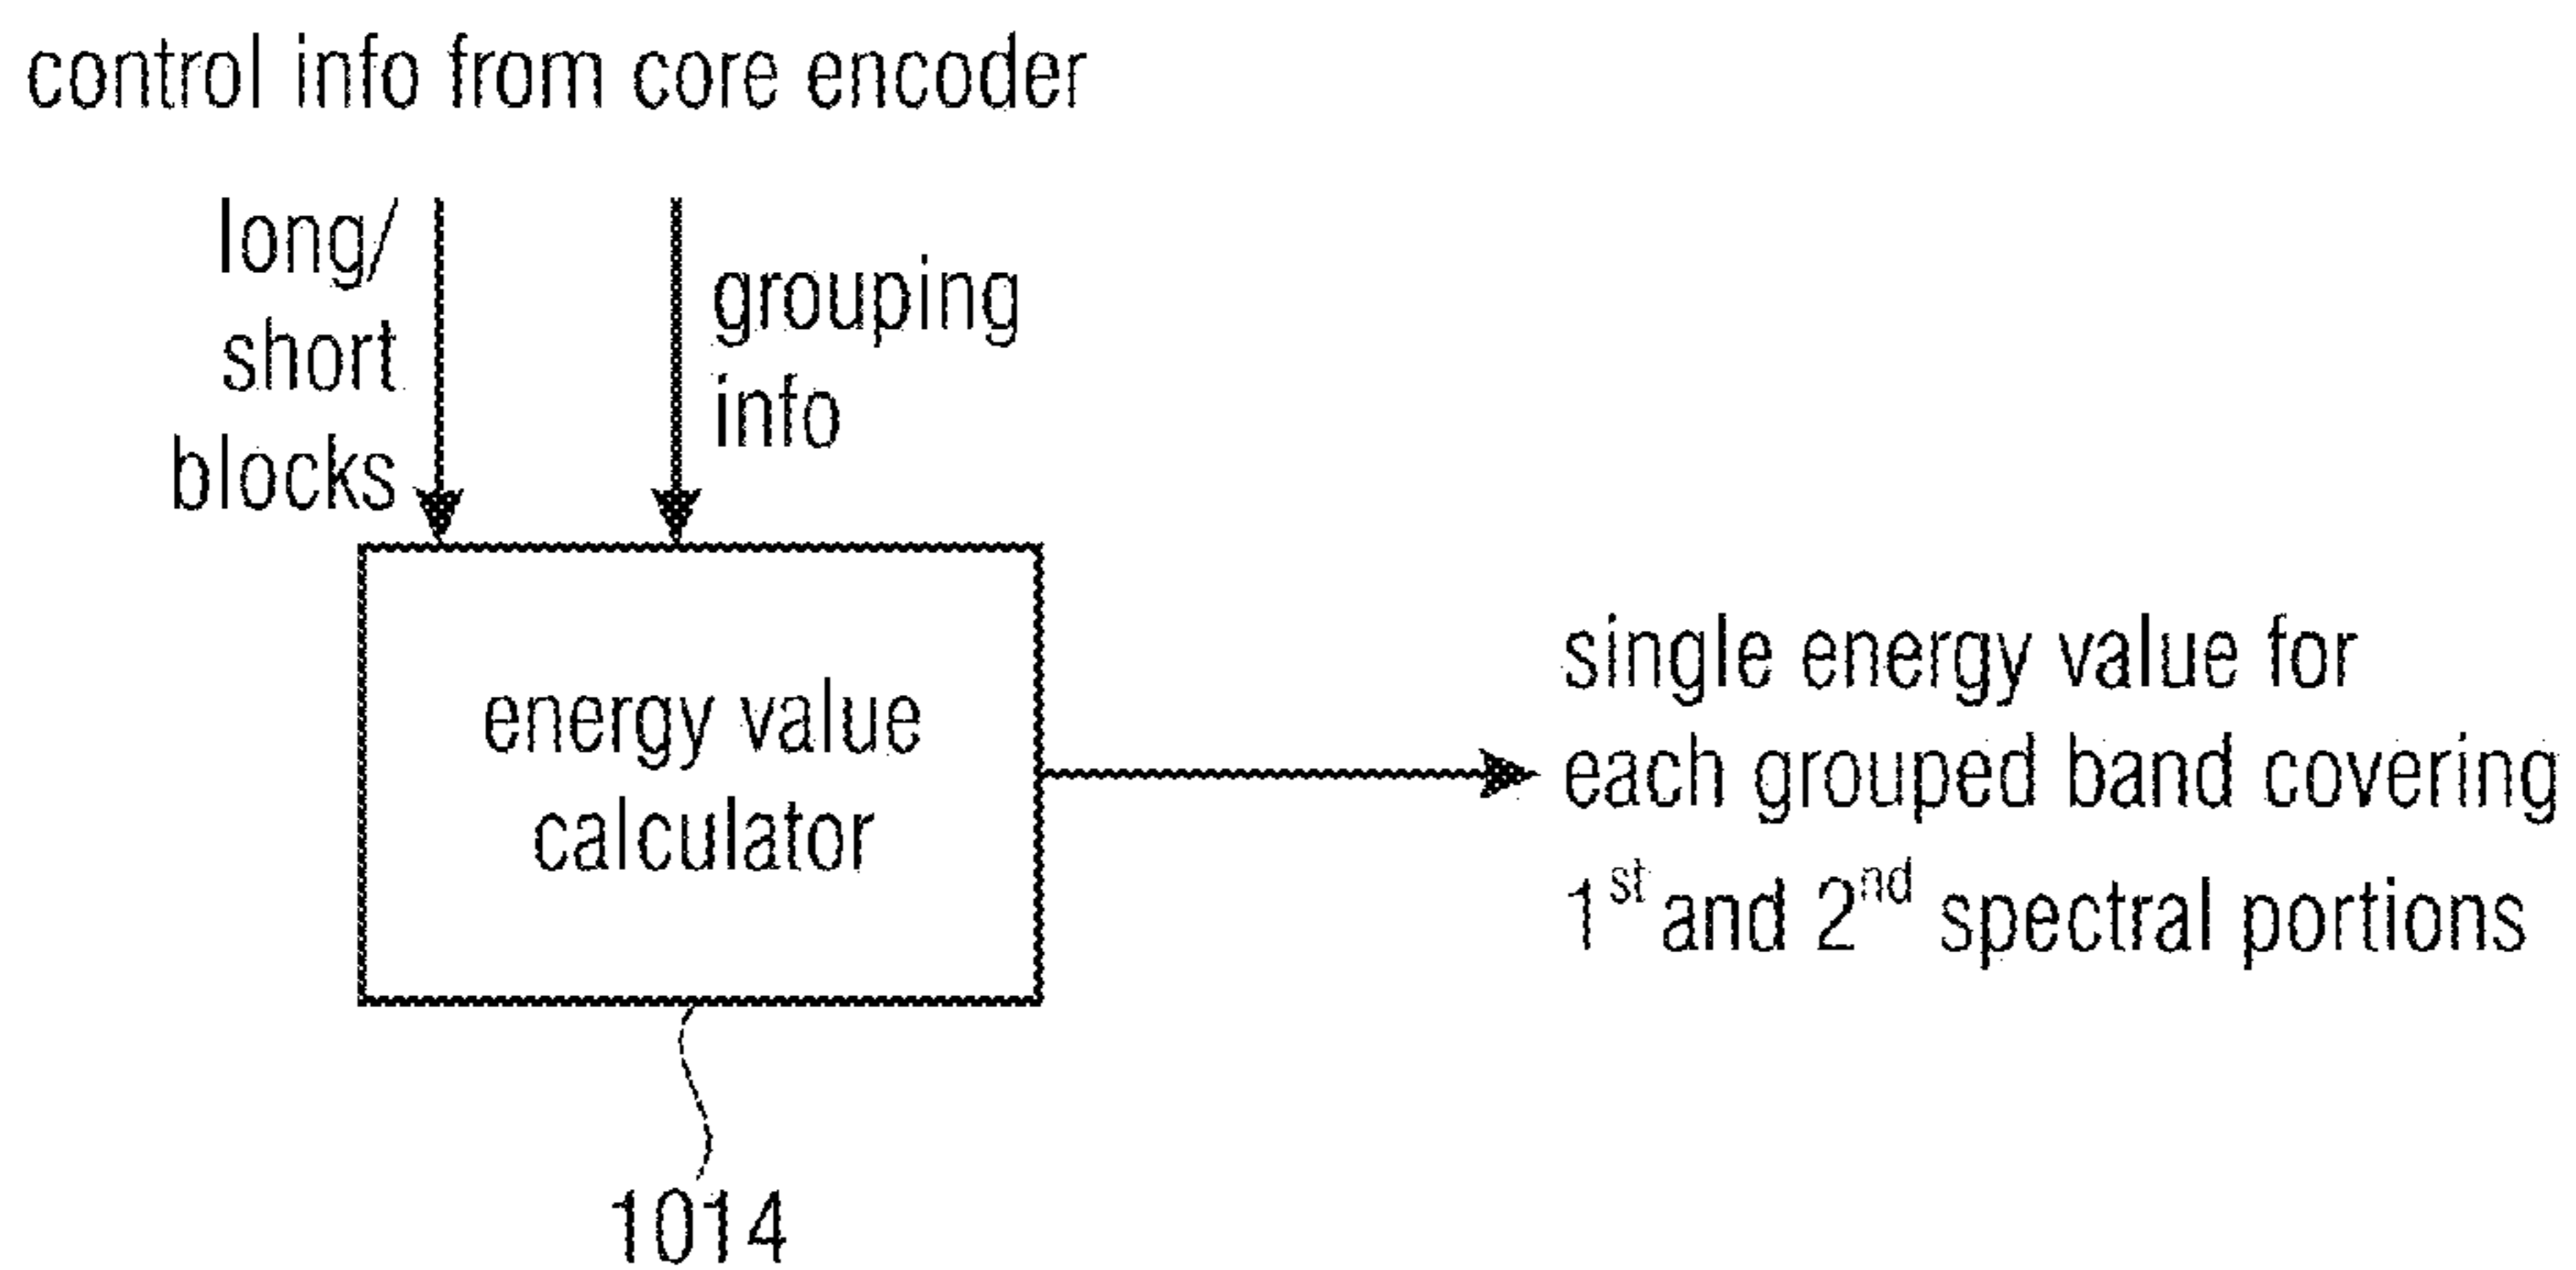 control info from core encoder
long/
short
blocks
grouping
info
energy value
calculator
single energy value for
each grouped band covering
1st and 2nd spectral portions
1014